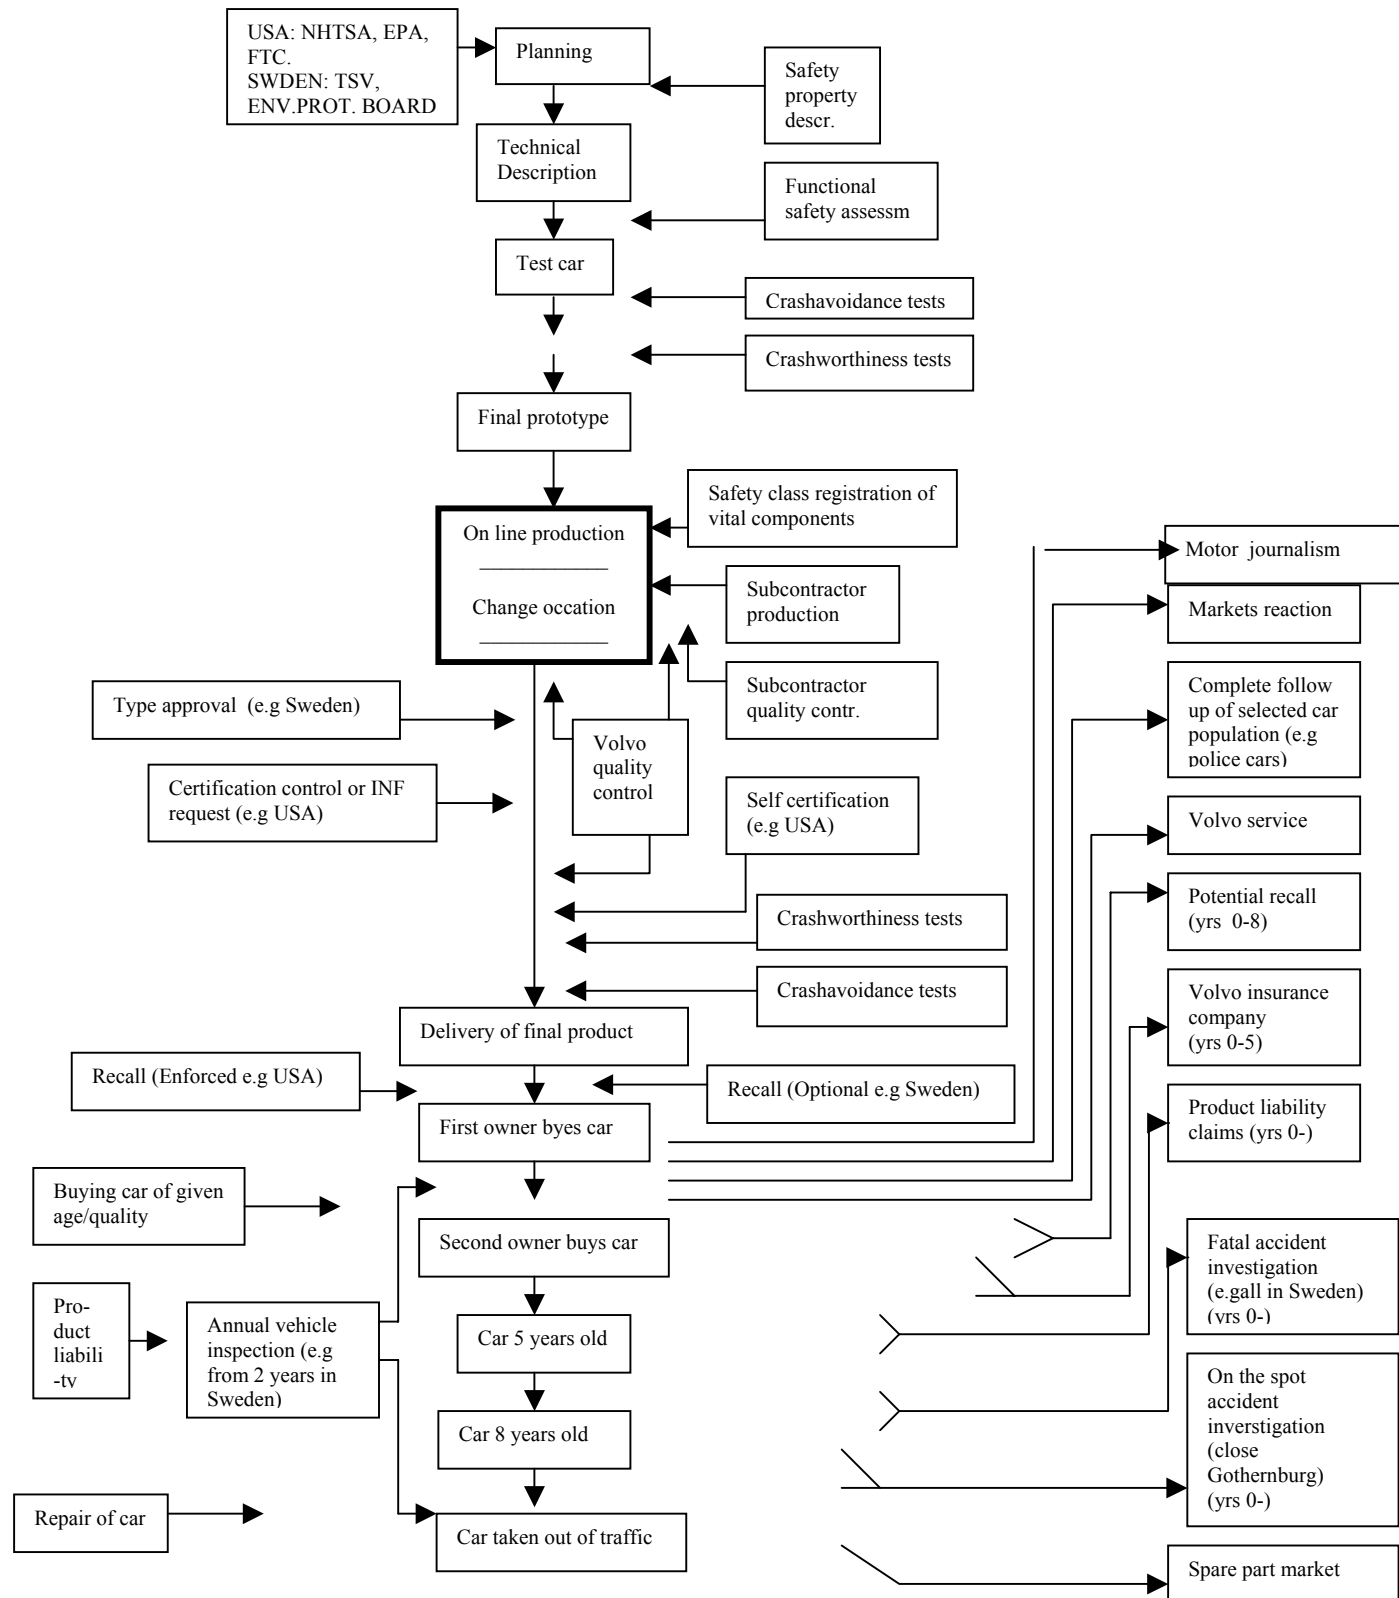 USA: NHTSA, EPA,
FTC.
SWDEN: TSV,
ENV.PROT. BOARD
Planning
Safety
property
descr.
Technical
Description
Functional
safety assessm
Test car
Crashavoidance tests
Crashworthiness tests
Final prototype
Safety class registration of
vital components
On line production
Change occation
Subcontractor
production
Subcontractor
quality contr.
Motor  journalism
Markets reaction
Complete follow
up of selected car
population (e.g
police cars)
Type approval  (e.g Sweden)
Volvo
quality
control
Certification control or INF
request (e.g USA)
Self certification
(e.g USA)
Volvo service
Potential recall
(yrs  0-8)
Crashworthiness tests
Crashavoidance tests
Volvo insurance
company
(yrs 0-5)
Delivery of final product
Recall (Enforced e.g USA)
Recall (Optional e.g Sweden)
First owner byes car
Product liability
claims (yrs 0-)
Buying car of given
age/quality
Second owner buys car
Fatal accident
investigation
(e.gall in Sweden)
(yrs 0-)
Pro-
duct
liabili
-ty
Annual vehicle
inspection (e.g
from 2 years in
Sweden)
Car 5 years old
Car 8 years old
On the spot
accident
inverstigation
(close
Gothernburg)
(yrs 0-)
Repair of car
Car taken out of traffic
Spare part market